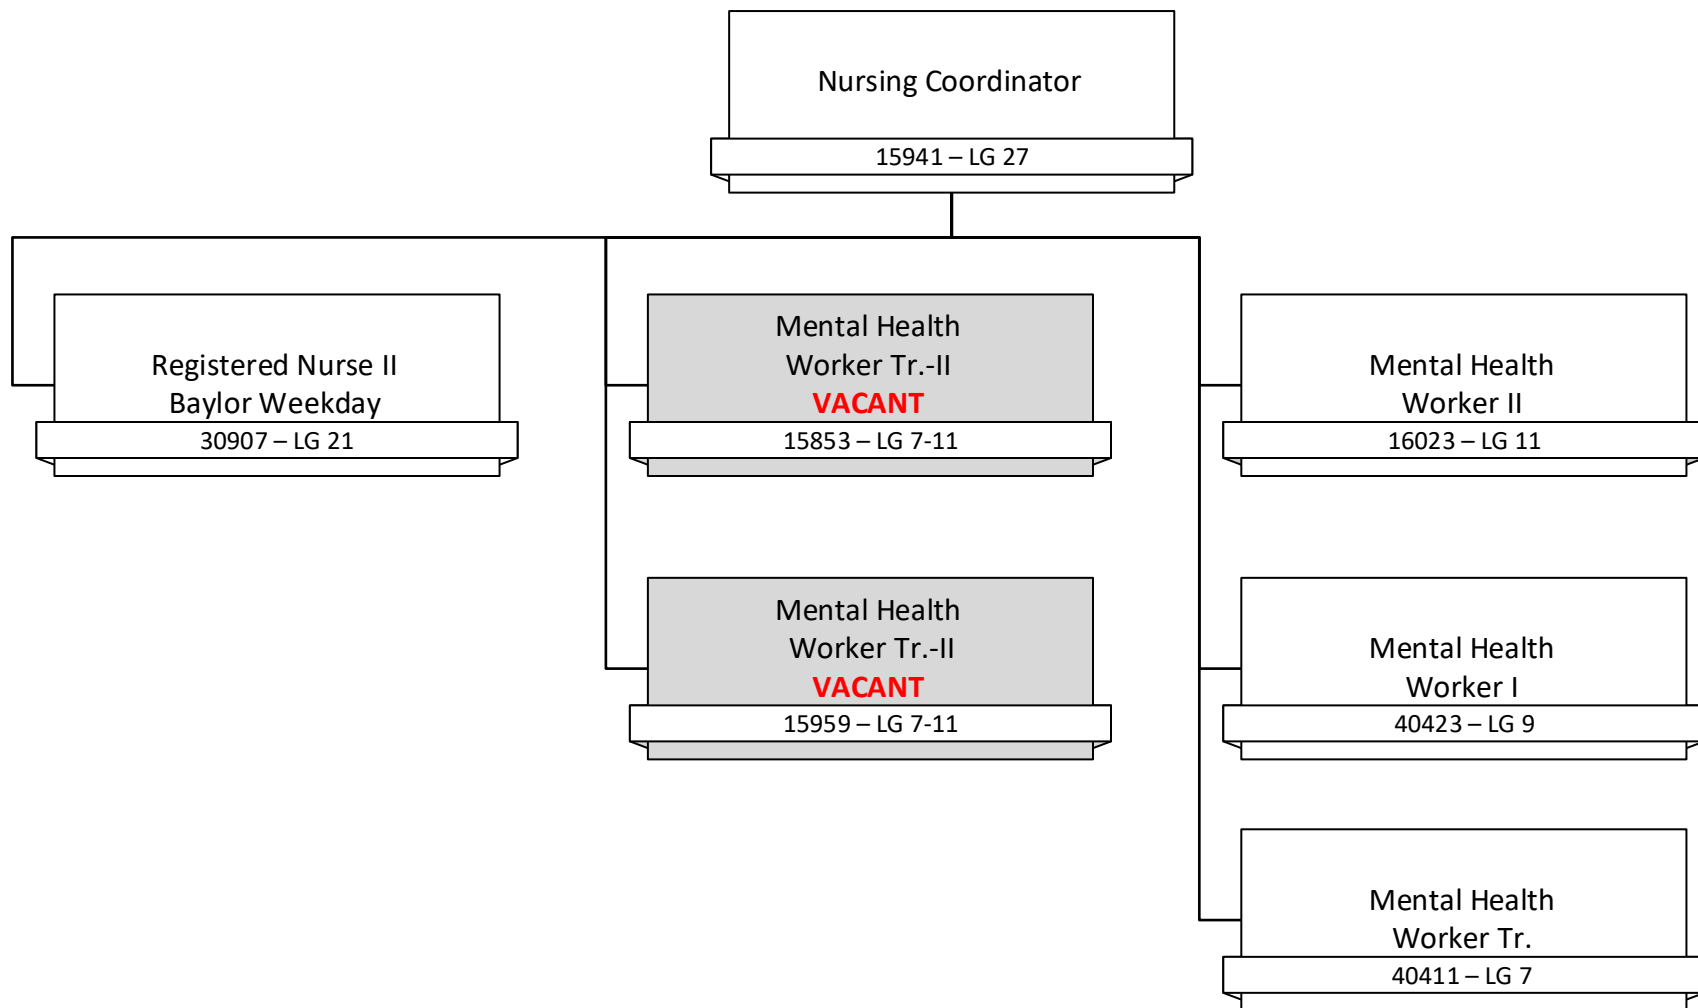 Nursing Coordinator
15941 – LG 27
Registered Nurse II
Baylor Weekday
30907 – LG 21
Mental Health
Worker Tr.-II
VACANT
15853 – LG 7-11
Mental Health
Worker II
16023 – LG 11
Mental Health
Worker Tr.-II
VACANT
15959 – LG 7-11
Mental Health
Worker I
40423 – LG 9
Mental Health
Worker Tr.
40411 – LG 7